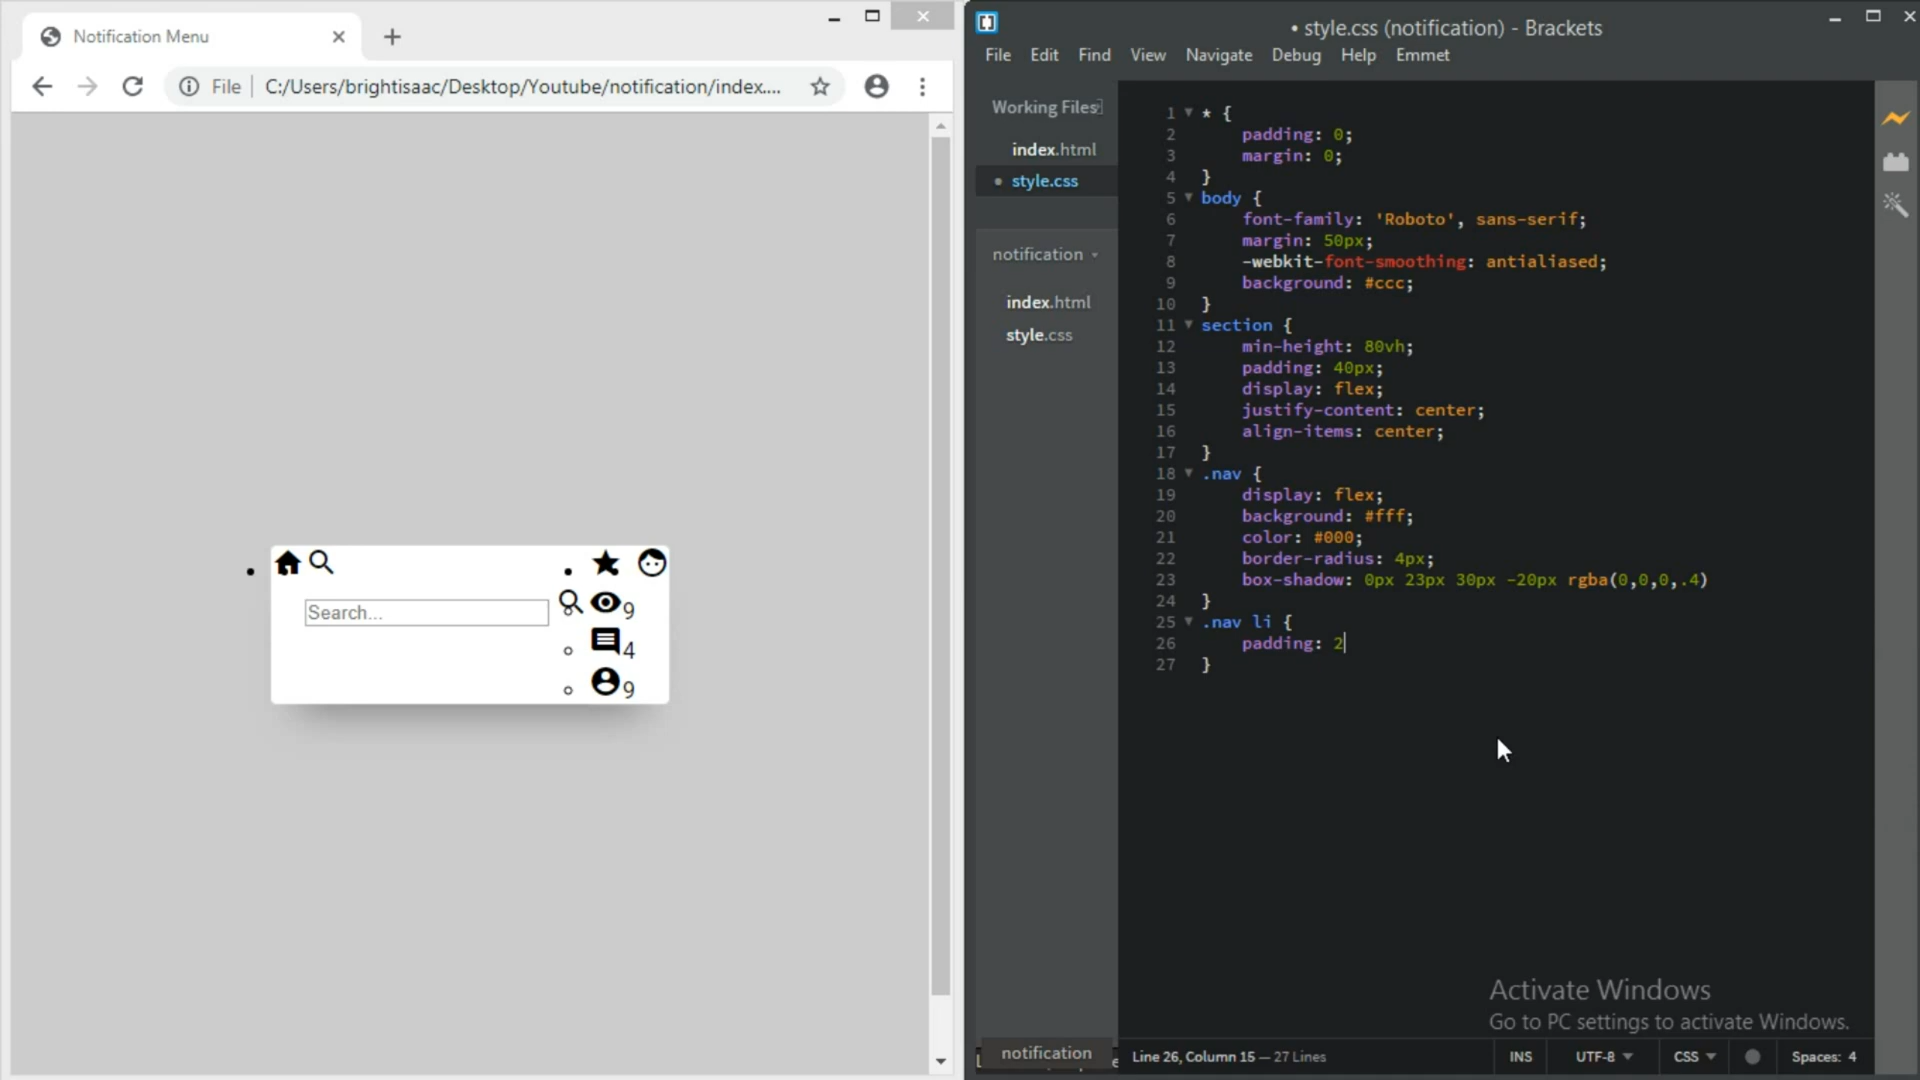 Notification Menu
File
C:/Users/brightisaac/Desktop/Youtube/notification/index....
Search...
9
4
9
• style.css (notification) - Brackets
File Edit Find View Navigate Debug Help Emmet
Working Files
index.html
• style.css
notification
index.html
style.css
1 * {
2 padding: 0;
3 margin: 0;
4 }
5 body {
6 font-family: 'Roboto', sans-serif;
7 margin: 50px;
8 -webkit-font-smoothing: antialiased;
9 background: #ccc;
10 }
11 section {
12 min-height: 80vh;
13 padding: 40px;
14 display: flex;
15 justify-content: center;
16 align-items: center;
17 }
18 .nav {
19 display: flex;
20 background: #fff;
21 color: #000;
22 border-radius: 4px;
23 box-shadow: 0px 23px 30px -20px rgba(0,0,0,.4)
24 }
25 .nav li {
26 padding: 2
27 }
Activate Windows
Go to PC settings to activate Windows.
notification
Line 26, Column 15 — 27 Lines
INS UTF-8 CSS Spaces: 4